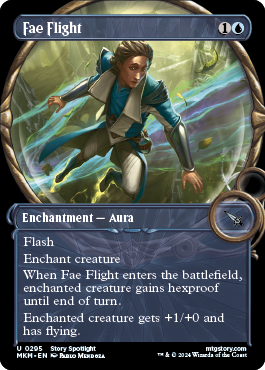 Fae Flight 1
Enchantment — Aura
Flash
Enchant creature
When Fae Flight enters the battlefield,
enchanted creature gains hexproof
until end of turn.
Enchanted creature gets +1/+0 and
has flying.
U 0295 Story Spotlight mtgstory.com
MKM • EN Pablo Mendoza ™ & © 2024 Wizards of the Coast